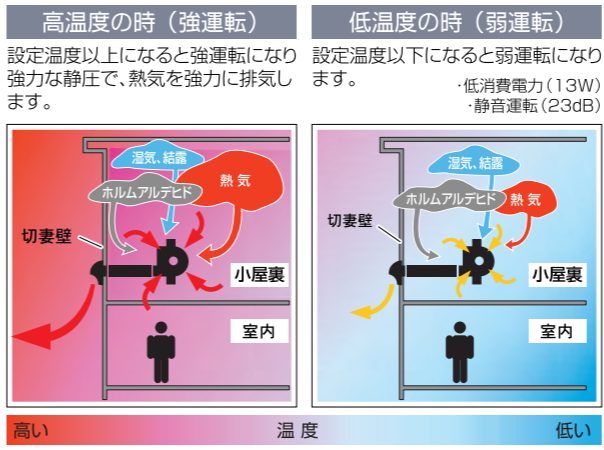 高温度の時（強運転）
設定温度以上になると強運転になり
強力な静圧で、熱気を強力に排気し
ます。
湿気、結露
熱 気
ホルムアルデヒド
切妻壁
小屋裏
室内
低温度の時（弱運転）
設定温度以下になると弱運転になり
ます。
・低消費電力（13W）
・静音運転（23dB）
湿気、結露
ホルムアルデヒド
熱 気
切妻壁
小屋裏
室内
高い 温 度 低い